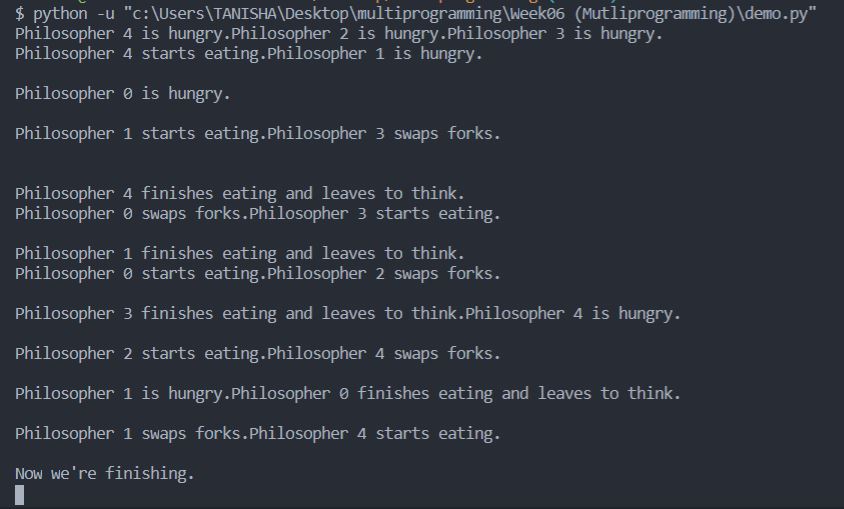 $ python -u "c:\Users\TANISHA\Desktop\multiprogramming\Week06 (Mutliprogramming)\demo.py"
Philosopher 4 is hungry.Philosopher 2 is hungry.Philosopher 3 is hungry.
Philosopher 4 starts eating.Philosopher 1 is hungry.
Philosopher 0 is hungry.
Philosopher 1 starts eating.Philosopher 3 swaps forks.
Philosopher 4 finishes eating and leaves to think.
Philosopher 0 swaps forks.Philosopher 3 starts eating.
Philosopher 1 finishes eating and leaves to think.
Philosopher 0 starts eating.Philosopher 2 swaps forks.
Philosopher 3 finishes eating and leaves to think.Philosopher 4 is hungry.
Philosopher 2 starts eating.Philosopher 4 swaps forks.
Philosopher 1 is hungry.Philosopher 0 finishes eating and leaves to think.
Philosopher 1 swaps forks.Philosopher 4 starts eating.
Now we're finishing.